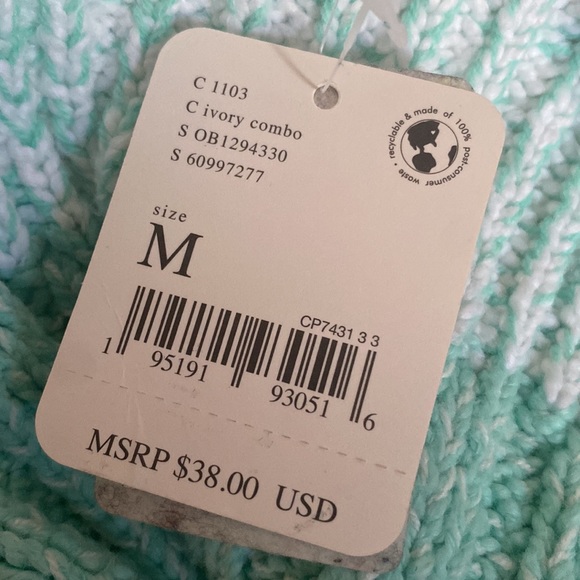 C 1103
C ivory combo
S OB1294330
S 60997277
recyclable & made of 100% post-consumer waste •
size
M
CP7431 3 3
1 95191 93051 6
MSRP $38.00 USD